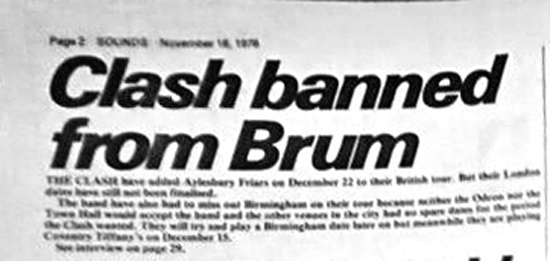 Page 2 SOUNDS November 18, 1978
Clash banned
from Brum
THE CLASH have added Aylesbury Friars on December 22 to their British tour. But their London
dates have still not been finalised.
The band have also had to miss out Birmingham on their tour because neither the Odeon nor the
Town Hall would accept the band and the other venues in the city had no spare dates for the period
the Clash wanted. They will try and play a Birmingham date later on but meanwhile they are playing
Coventry Tiffany's on December 15.
See interview on page 29.